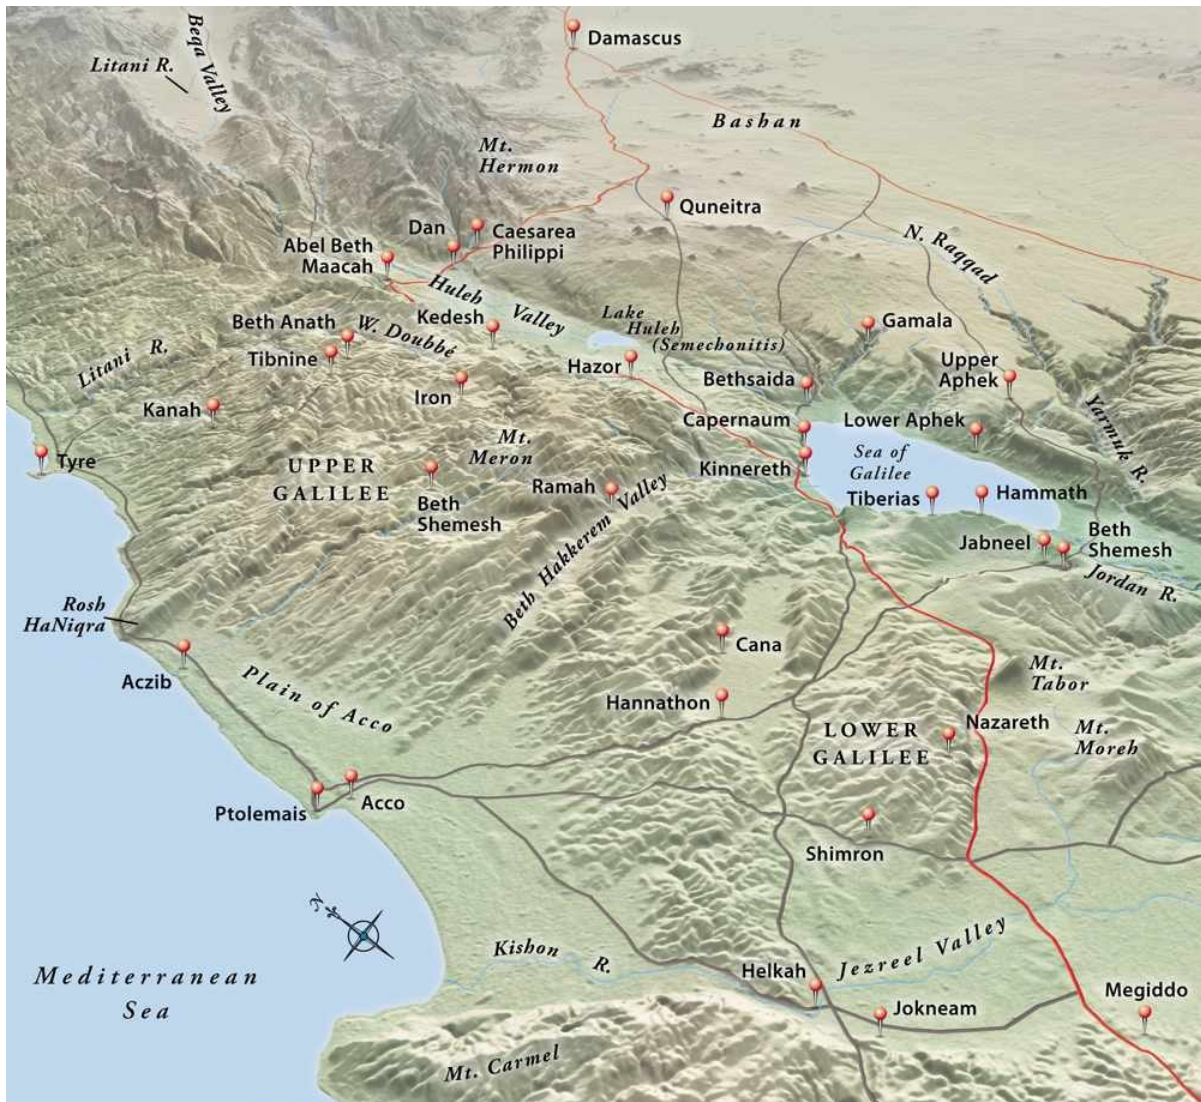 Damascus
Beqa Valley
Litani R.
Bashan
Mt.
Hermon
Quneitra
Dan
Caesarea
Philippi
N. Raqqad
Abel Beth
Maacah
Huleh Valley
Lake
Huleh
(Semechonitis)
Gamala
Beth Anath
W. Doubbé
Kedesh
Tibnine
Litani R.
Hazor
Upper
Aphek
Bethsaida
Iron
Kanah
Capernaum
Lower Aphek
Yarmuk R.
Tyre
Mt.
Meron
UPPER
GALILEE
Kinnereth
Sea of
Galilee
Beth
Shemesh
Ramah
Tiberias
Hammath
Beth Hakkerem Valley
Jabneel
Beth
Shemesh
Jordan R.
Rosh
HaNiqra
Cana
Aczib
Plain of Acco
Mt.
Tabor
Hannathon
LOWER
GALILEE
Nazareth
Mt.
Moreh
Ptolemais
Acco
Shimron
N
Kishon R.
Jezreel Valley
Mediterranean
Sea
Helkah
Jokneam
Megiddo
Mt. Carmel